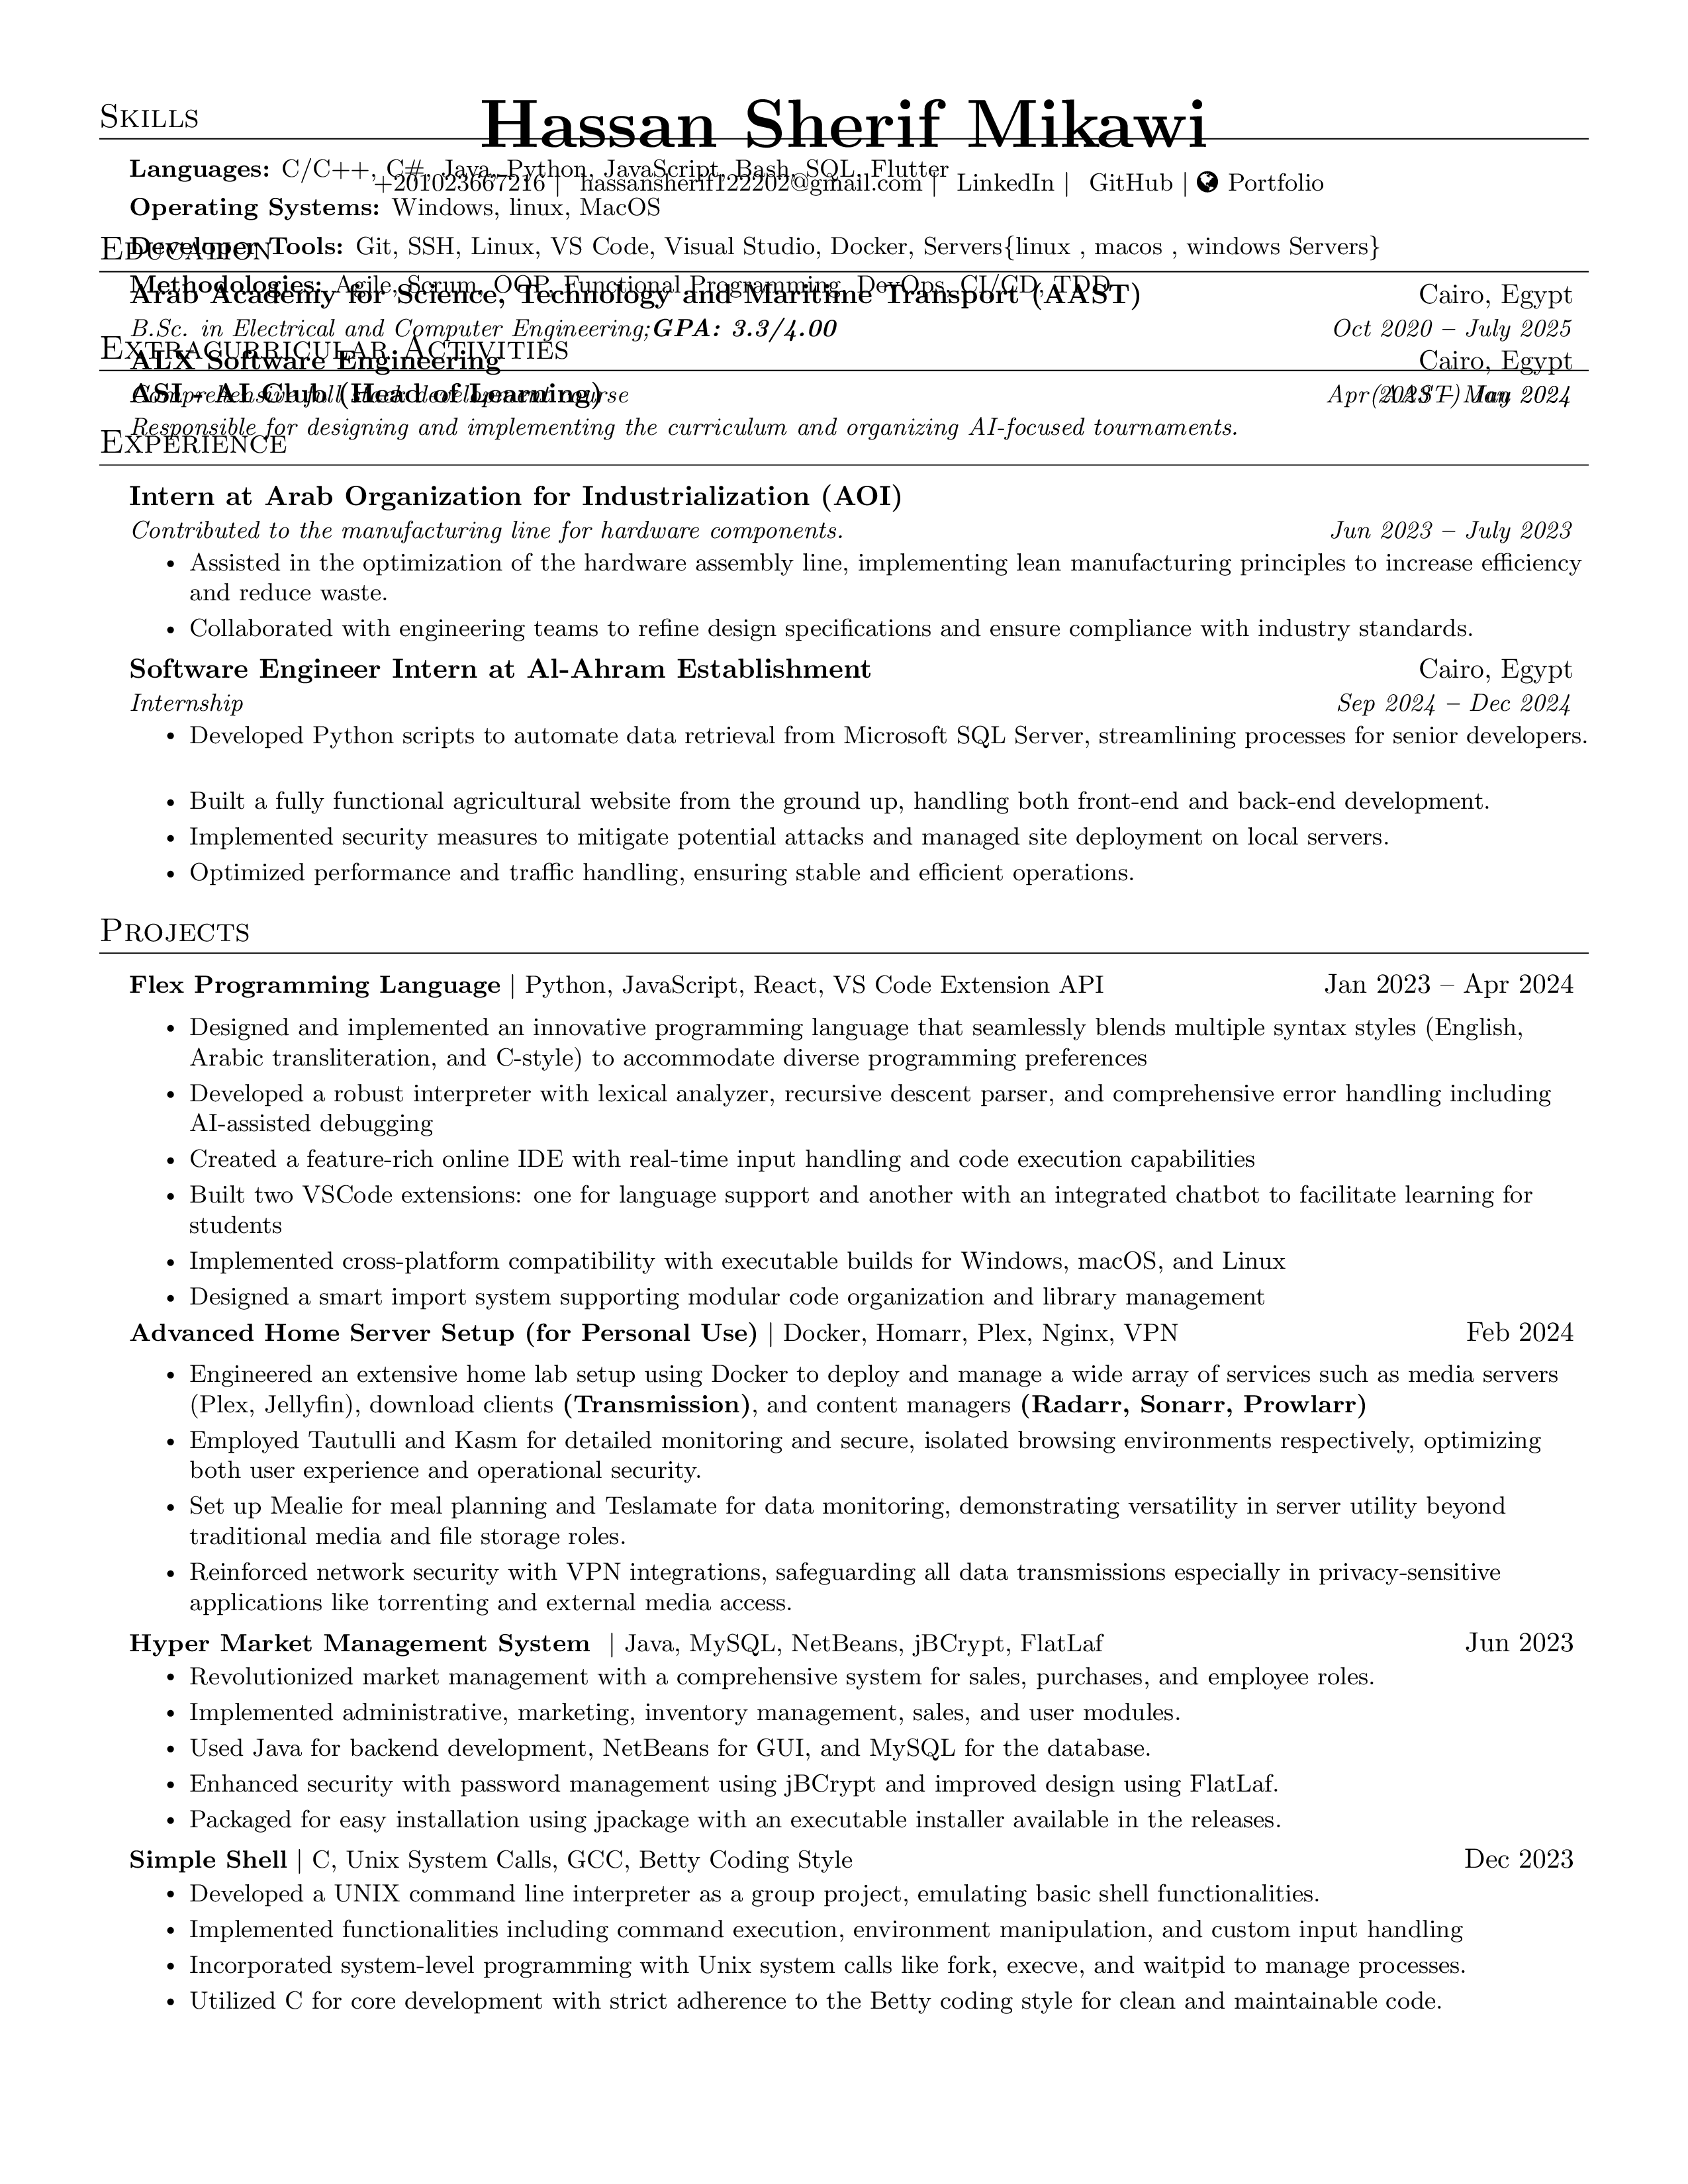 Hassan Sherif Mikawi
+201023667216 | hassansherif122202@gmail.com | LinkedIn | GitHub | Portfolio
Skills
Languages: C/C++, C#, Java, Python, JavaScript, Bash, SQL, Flutter
Operating Systems: Windows, linux, MacOS
Developer Tools: Git, SSH, Linux, VS Code, Visual Studio, Docker, Servers{linux , macos , windows Servers}
Methodologies: Agile, Scrum, OOP, Functional Programming, DevOps, CI/CD, TDD
Education
Arab Academy for Science, Technology and Maritime Transport (AAST) Cairo, Egypt
B.Sc. in Electrical and Computer Engineering;GPA: 3.3/4.00 Oct 2020 – July 2025
ALX Software Engineering Cairo, Egypt
Comprehensive full stack development course Apr 2023 – May 2024
Extracurricular Activities
ASL - AI Club (Head of Learning) (AAST)
Responsible for designing and implementing the curriculum and organizing AI-focused tournaments.
Experience
Intern at Arab Organization for Industrialization (AOI)
Contributed to the manufacturing line for hardware components. Jun 2023 – July 2023
• Assisted in the optimization of the hardware assembly line, implementing lean manufacturing principles to increase efficiency
and reduce waste.
• Collaborated with engineering teams to refine design specifications and ensure compliance with industry standards.
Software Engineer Intern at Al-Ahram Establishment Cairo, Egypt
Internship Sep 2024 – Dec 2024
• Developed Python scripts to automate data retrieval from Microsoft SQL Server, streamlining processes for senior developers.
• Built a fully functional agricultural website from the ground up, handling both front-end and back-end development.
• Implemented security measures to mitigate potential attacks and managed site deployment on local servers.
• Optimized performance and traffic handling, ensuring stable and efficient operations.
Projects
Flex Programming Language | Python, JavaScript, React, VS Code Extension API Jan 2023 – Apr 2024
• Designed and implemented an innovative programming language that seamlessly blends multiple syntax styles (English,
Arabic transliteration, and C-style) to accommodate diverse programming preferences
• Developed a robust interpreter with lexical analyzer, recursive descent parser, and comprehensive error handling including
AI-assisted debugging
• Created a feature-rich online IDE with real-time input handling and code execution capabilities
• Built two VSCode extensions: one for language support and another with an integrated chatbot to facilitate learning for
students
• Implemented cross-platform compatibility with executable builds for Windows, macOS, and Linux
• Designed a smart import system supporting modular code organization and library management
Advanced Home Server Setup (for Personal Use) | Docker, Homarr, Plex, Nginx, VPN Feb 2024
• Engineered an extensive home lab setup using Docker to deploy and manage a wide array of services such as media servers
(Plex, Jellyfin), download clients (Transmission), and content managers (Radarr, Sonarr, Prowlarr)
• Employed Tautulli and Kasm for detailed monitoring and secure, isolated browsing environments respectively, optimizing
both user experience and operational security.
• Set up Mealie for meal planning and Teslamate for data monitoring, demonstrating versatility in server utility beyond
traditional media and file storage roles.
• Reinforced network security with VPN integrations, safeguarding all data transmissions especially in privacy-sensitive
applications like torrenting and external media access.
Hyper Market Management System | Java, MySQL, NetBeans, jBCrypt, FlatLaf Jun 2023
• Revolutionized market management with a comprehensive system for sales, purchases, and employee roles.
• Implemented administrative, marketing, inventory management, sales, and user modules.
• Used Java for backend development, NetBeans for GUI, and MySQL for the database.
• Enhanced security with password management using jBCrypt and improved design using FlatLaf.
• Packaged for easy installation using jpackage with an executable installer available in the releases.
Simple Shell | C, Unix System Calls, GCC, Betty Coding Style Dec 2023
• Developed a UNIX command line interpreter as a group project, emulating basic shell functionalities.
• Implemented functionalities including command execution, environment manipulation, and custom input handling
• Incorporated system-level programming with Unix system calls like fork, execve, and waitpid to manage processes.
• Utilized C for core development with strict adherence to the Betty coding style for clean and maintainable code.